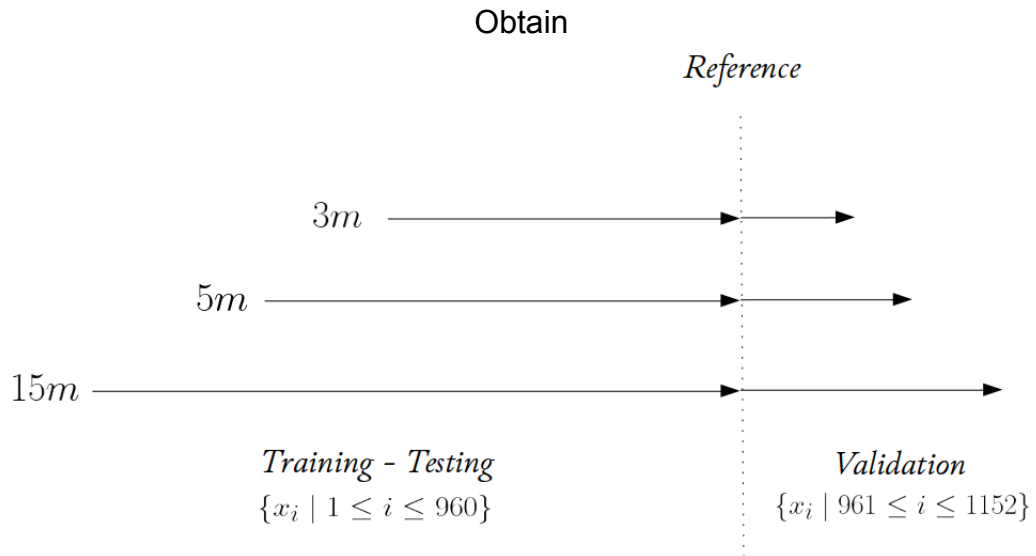 Obtain
Reference
3m
5m
15m
Training - Testing
{x_i | 1 ≤ i ≤ 960}
Validation
{x_i | 961 ≤ i ≤ 1152}